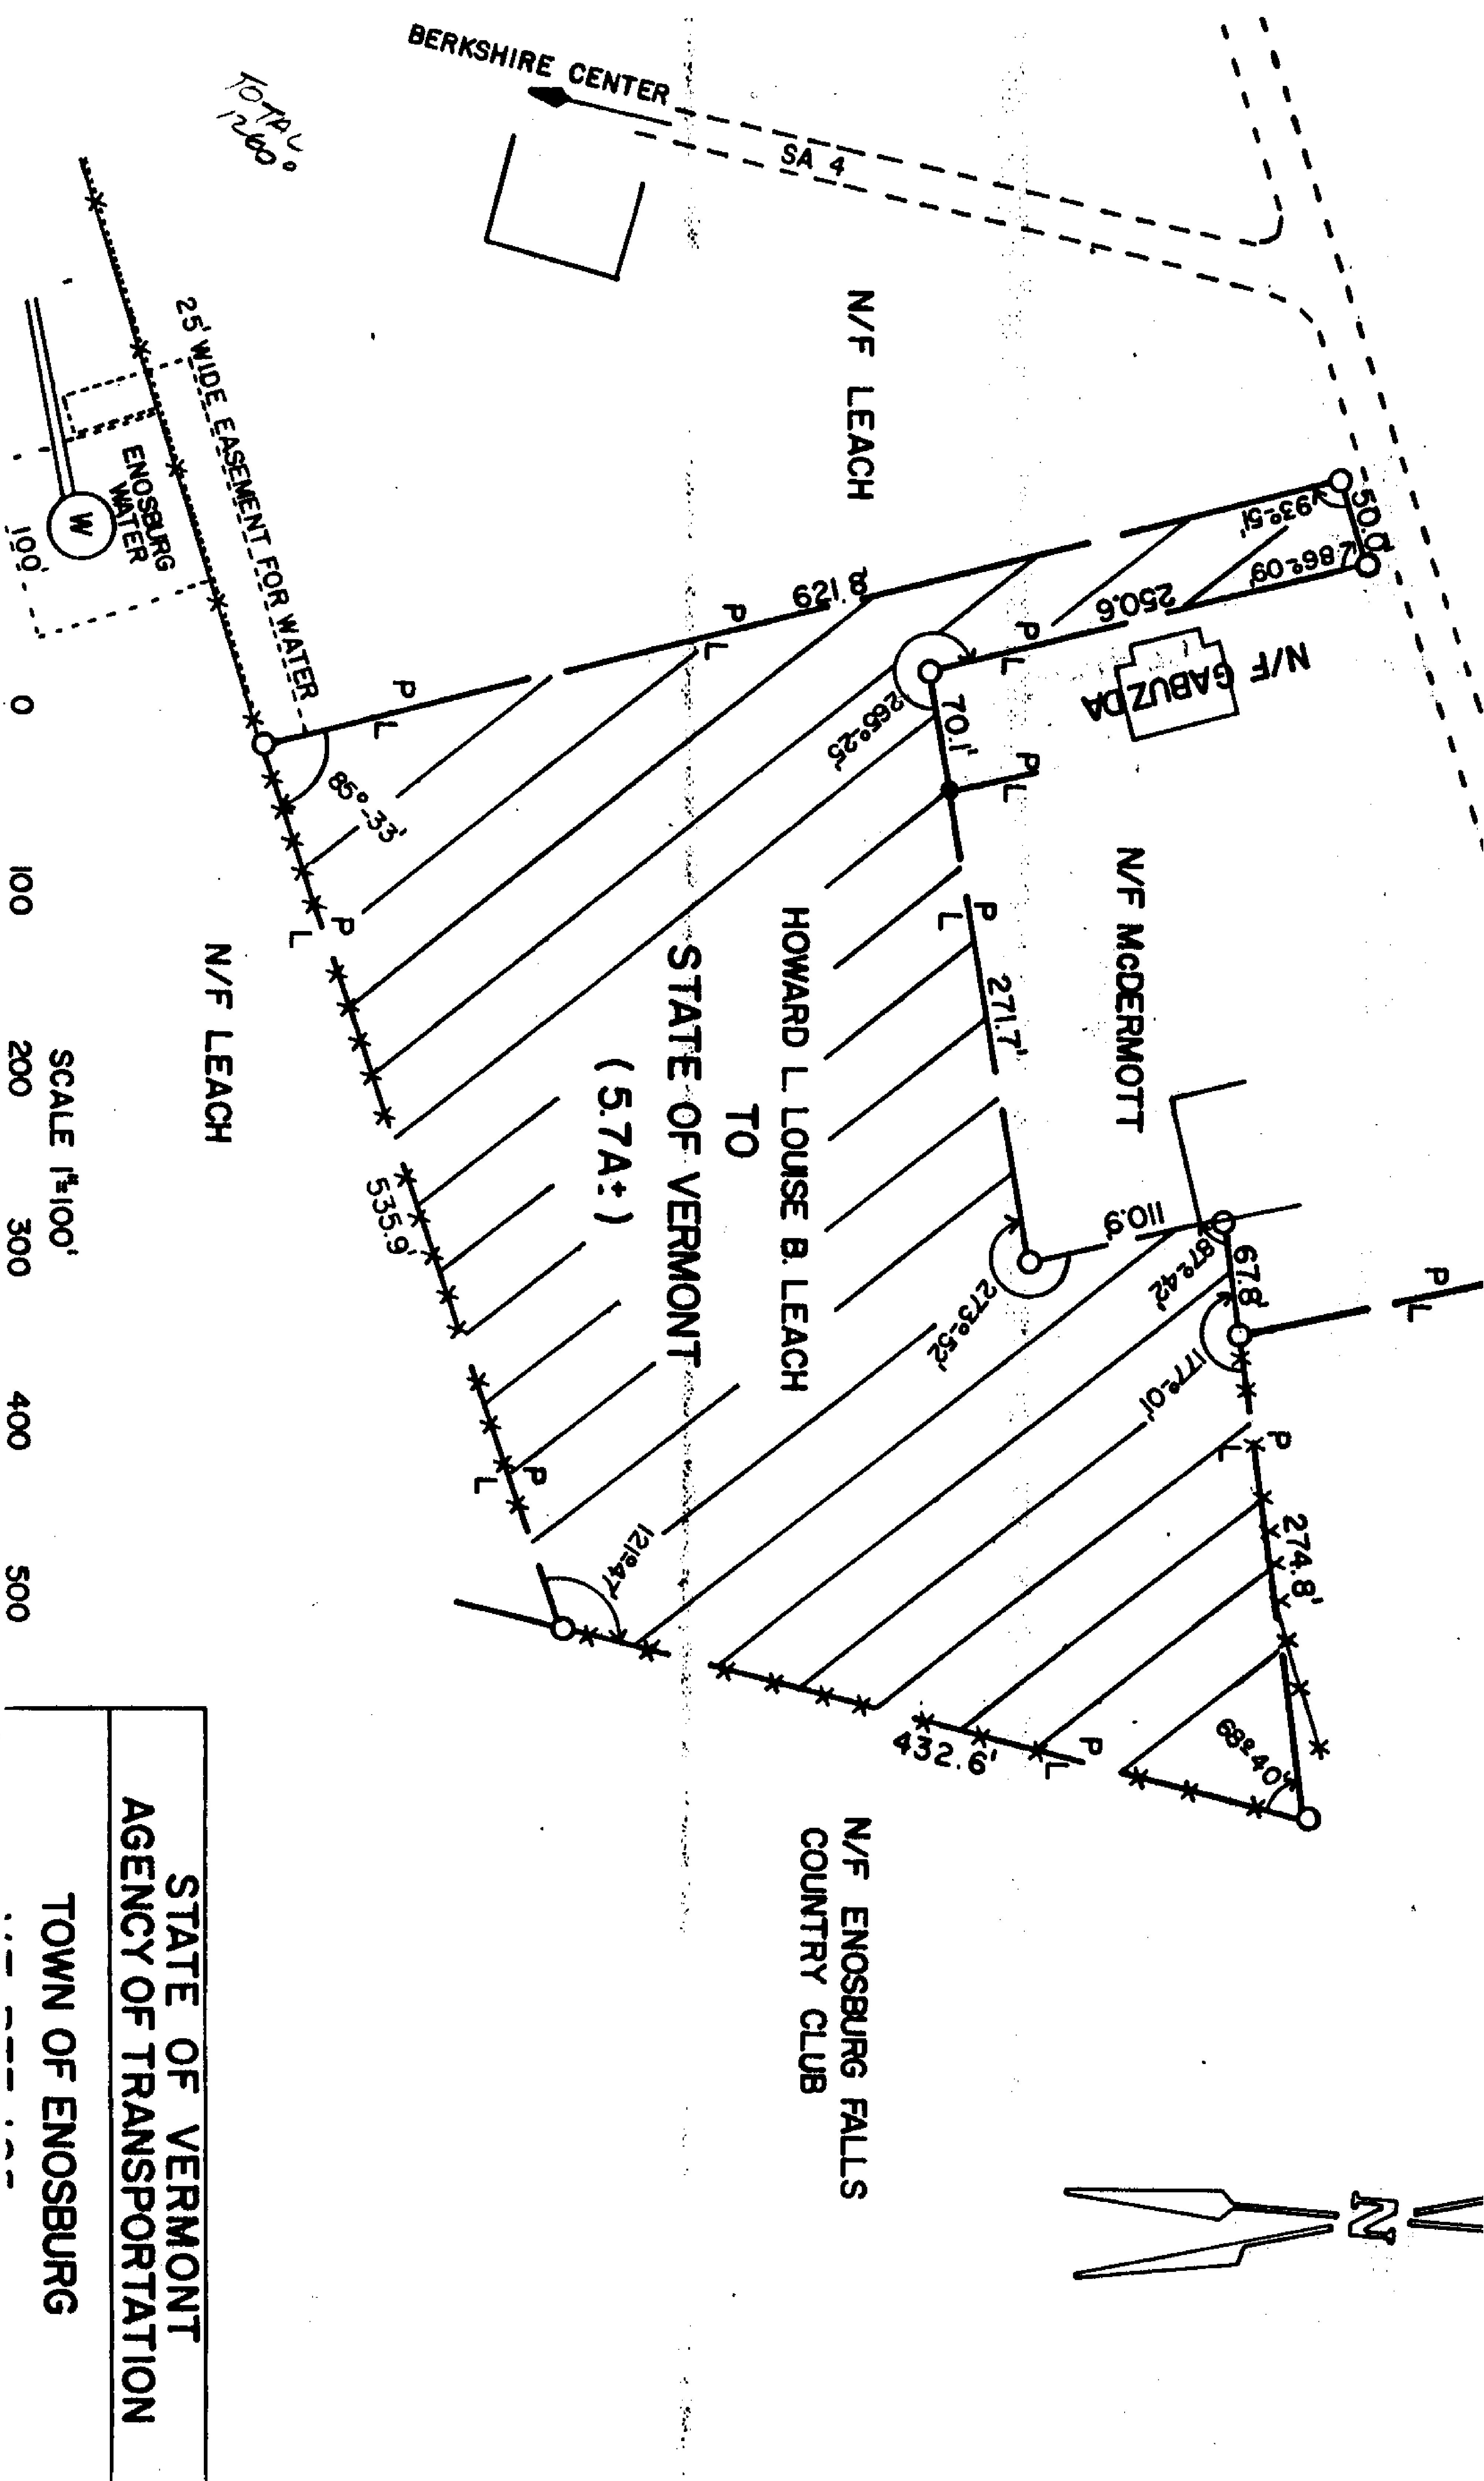 BERKSHIRE CENTER
SA 4
TOTAL
1260°
N/F LEACH
25' WIDE EASEMENT FOR WATER
ENOSBURG
WATER
W
100'
50.0'
93°-51'
86°-09'
250.6
629.8
P
L
P
L
P
L
N/F GABUZDA
265°-25'
70.1'
P
L
85°-33'
N/F McDERMOTT
P
L
271.7'
HOWARD L. LOUISE B. LEACH
TO
STATE OF VERMONT
(5.7A±)
P
L
N/F LEACH
535.9'
110.9'
87°-42'
67.8'
273°-52'
177°-01'
P
L
P
L
274.8'
P
L
121°-47'
68°-40'
432.6'
P
L
N/F ENOSBURG FALLS
COUNTRY CLUB
N
SCALE 1"=100'
0 100 200 300 400 500
STATE OF VERMONT
AGENCY OF TRANSPORTATION
TOWN OF ENOSBURG